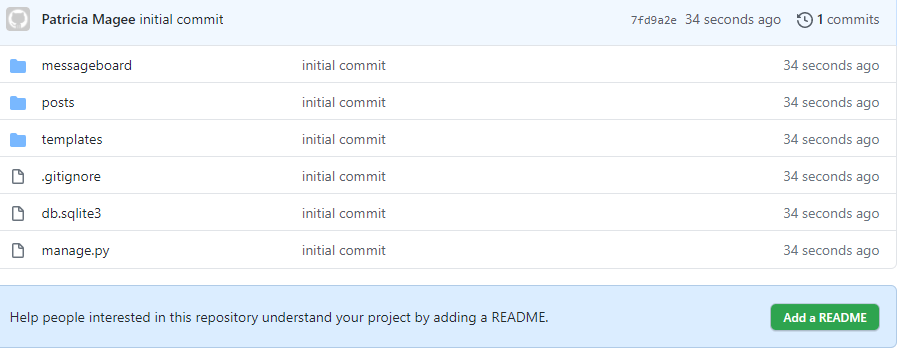 Patricia Magee initial commit 7fd9a2e 34 seconds ago 1 commits
messageboard initial commit 34 seconds ago
posts initial commit 34 seconds ago
templates initial commit 34 seconds ago
.gitignore initial commit 34 seconds ago
db.sqlite3 initial commit 34 seconds ago
manage.py initial commit 34 seconds ago
Help people interested in this repository understand your project by adding a README. Add a README